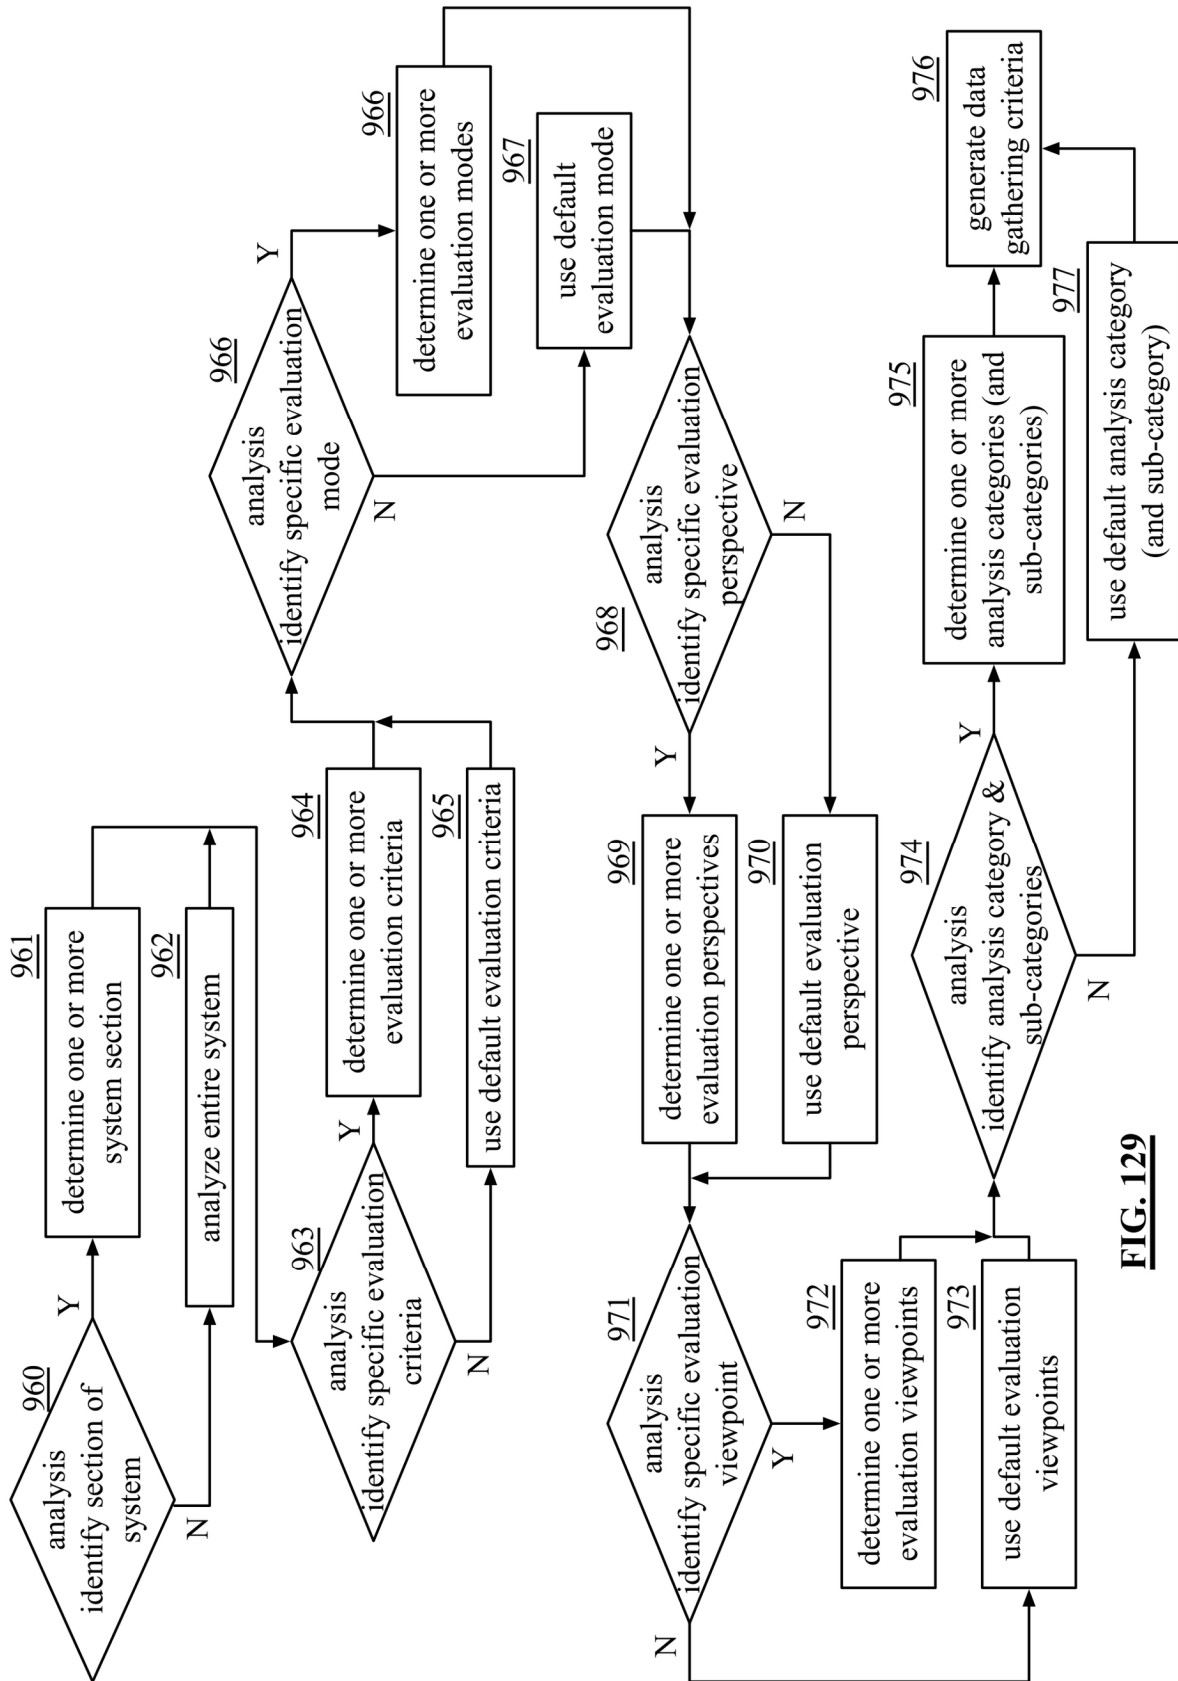 960
analysis
identify section of
system
Y
N
961
determine one or more
system section
962
analyze entire system
963
analysis
identify specific evaluation
criteria
Y
N
964
determine one or more
evaluation criteria
965
use default evaluation criteria
966
analysis
identify specific evaluation
mode
Y
N
966
determine one or more
evaluation modes
967
use default
evaluation mode
968
analysis
identify specific evaluation
perspective
Y
N
969
determine one or more
evaluation perspectives
970
use default evaluation
perspective
971
analysis
identify specific evaluation
viewpoint
N
Y
972
determine one or more
evaluation viewpoints
973
use default evaluation
viewpoints
974
analysis
identify analysis category &
sub-categories
Y
N
975
determine one or more
analysis categories (and
sub-categories)
976
generate data
gathering criteria
977
use default analysis category
(and sub-category)
FIG. 129